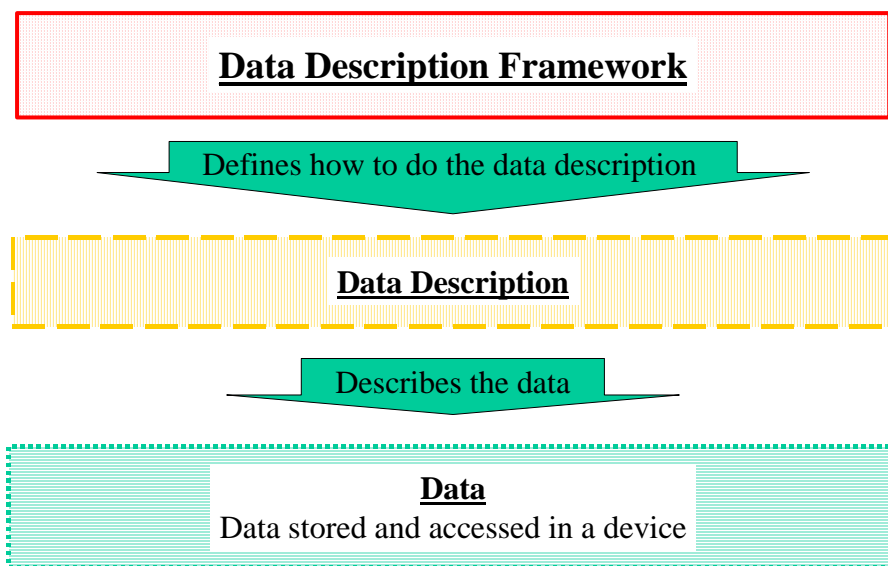 Data Description Framework
Defines how to do the data description
Data Description
Describes the data
Data
Data stored and accessed in a device